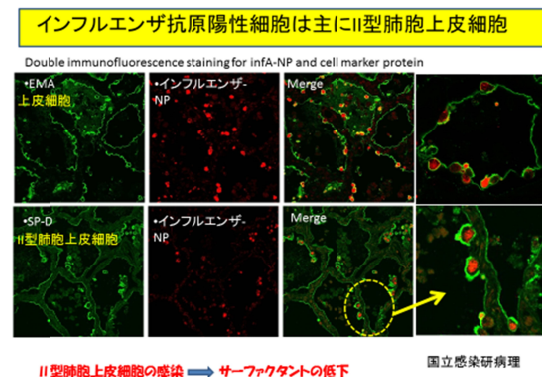 インフルエンザ抗原陽性細胞は主にII型肺胞上皮細胞
Double immunofluorescence staining for infA-NP and cell marker protein
•EMA
上皮細胞
•インフルエンザ-
NP
Merge
•SP-D
II型肺胞上皮細胞
•インフルエンザ-
NP
Merge
II型肺胞上皮細胞の感染 ➡ サーファクタントの低下
国立感染研病理